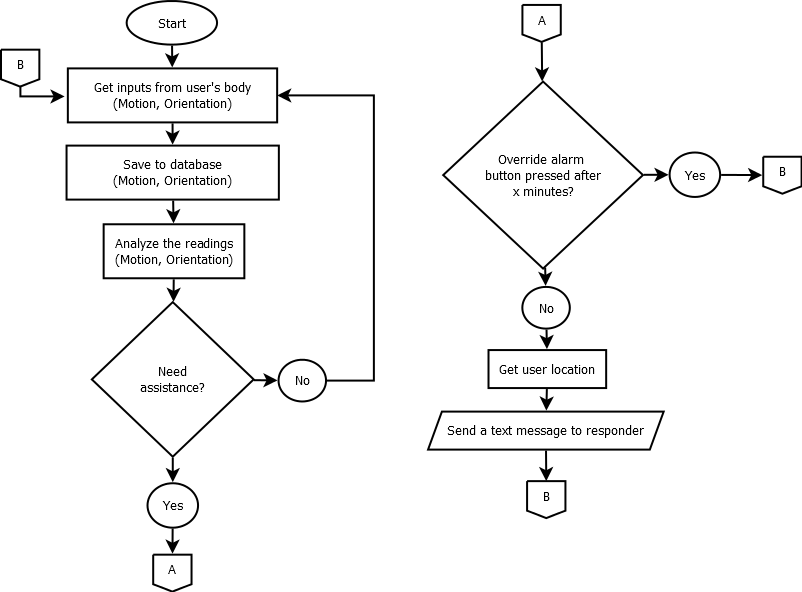 Start
B
Get inputs from user's body
(Motion, Orientation)
Save to database
(Motion, Orientation)
Analyze the readings
(Motion, Orientation)
Need
assistance?
No
Yes
A
A
Override alarm
button pressed after
x minutes?
Yes
B
No
Get user location
Send a text message to responder
B